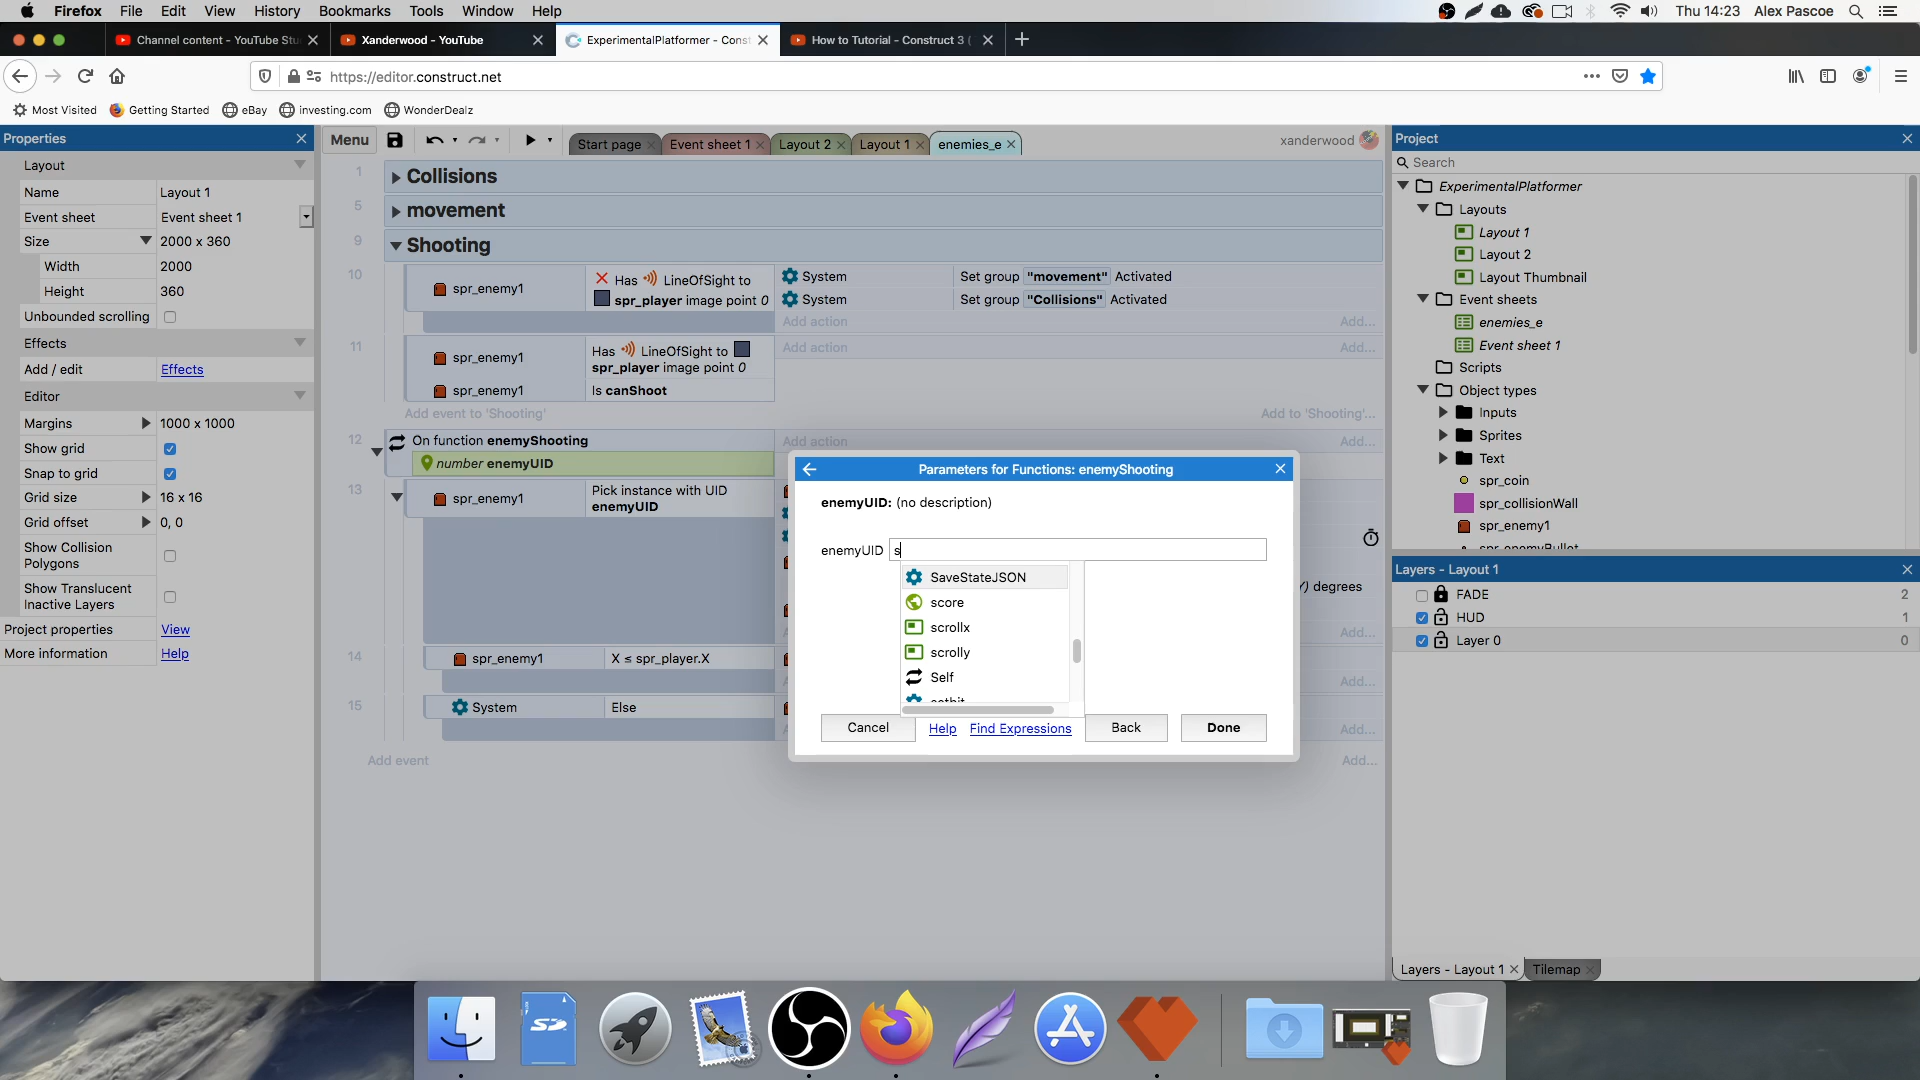 Firefox File Edit View History Bookmarks Tools Window Help Thu 14:23 Alex Pascoe
Channel content - YouTube Stu Xanderwood - YouTube ExperimentalPlatformer - Const How to Tutorial - Construct 3 (
https://editor.construct.net
Most Visited Getting Started eBay investing.com WonderDealz
Properties
Layout
Name Layout 1
Event sheet Event sheet 1
Size 2000 x 360
Width 2000
Height 360
Unbounded scrolling
Effects
Add / edit Effects
Editor
Margins 1000 x 1000
Show grid
Snap to grid
Grid size 16 x 16
Grid offset 0, 0
Show Collision
Polygons
Show Translucent
Inactive Layers
Project properties View
More information Help
Menu Start page Event sheet 1 Layout 2 Layout 1 enemies_e xanderwood
1 Collisions
5 movement
9 Shooting
10 spr_enemy1 Has LineOfSight to
spr_player image point 0
System Set group "movement" Activated
System Set group "Collisions" Activated
Add action Add...
11 spr_enemy1 Has LineOfSight to
spr_player image point 0
Add action Add...
spr_enemy1 Is canShoot
Add event to 'Shooting' Add to 'Shooting'...
12 On function enemyShooting Add action Add...
number enemyUID
13 spr_enemy1 Pick instance with UID
enemyUID
Y) degrees
Add...
14 spr_enemy1 X ≤ spr_player.X
Add...
15 System Else
Add...
Add event Add...
Parameters for Functions: enemyShooting
enemyUID: (no description)
enemyUID s
SaveStateJSON
score
scrollx
scrolly
Self
setbit
Cancel Help Find Expressions Back Done
Project
Search
ExperimentalPlatformer
Layouts
Layout 1
Layout 2
Layout Thumbnail
Event sheets
enemies_e
Event sheet 1
Scripts
Object types
Inputs
Sprites
Text
spr_coin
spr_collisionWall
spr_enemy1
spr_enemyBullet
Layers - Layout 1
FADE 2
HUD 1
Layer 0 0
Layers - Layout 1 Tilemap
SD